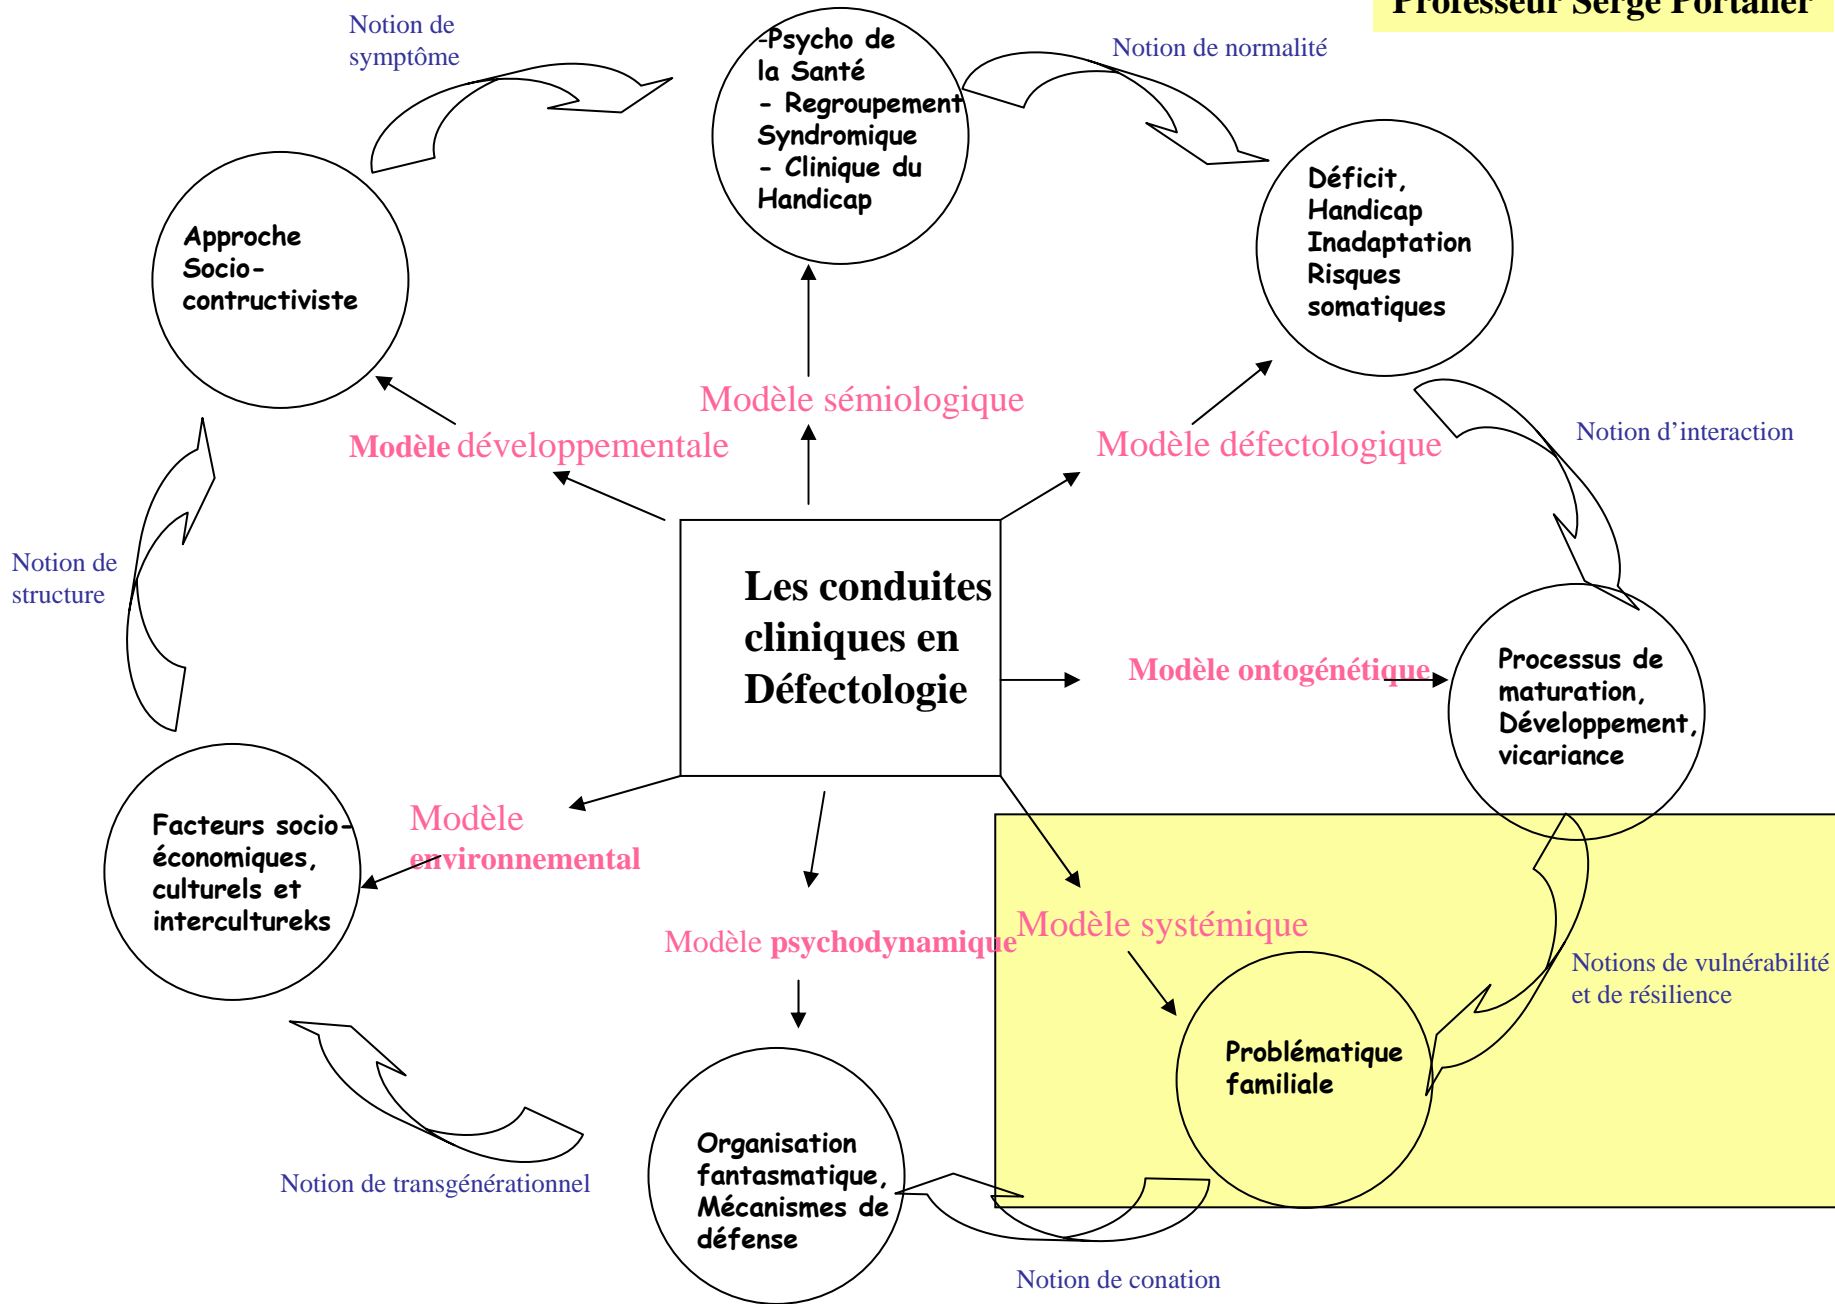 Professeur Serge Portalier
Notion de
symptôme
-Psycho de
la Santé
- Regroupement
Syndromique
- Clinique du
Handicap
Notion de normalité
Déficit,
Handicap
Inadaptation
Risques
somatiques
Approche
Socio-
contructiviste
Modèle sémiologique
Modèle développementale
Modèle défectologique
Notion d’interaction
Notion de
structure
Les conduites
cliniques en
Défectologie
Modèle ontogénétique
Processus de
maturation,
Développement,
vicariance
Facteurs socio-
économiques,
culturels et
intercultureks
Modèle
environnemental
Modèle psychodynamique
Modèle systémique
Notions de vulnérabilité
et de résilience
Problématique
familiale
Organisation
fantasmatique,
Mécanismes de
défense
Notion de transgénérationnel
Notion de conation